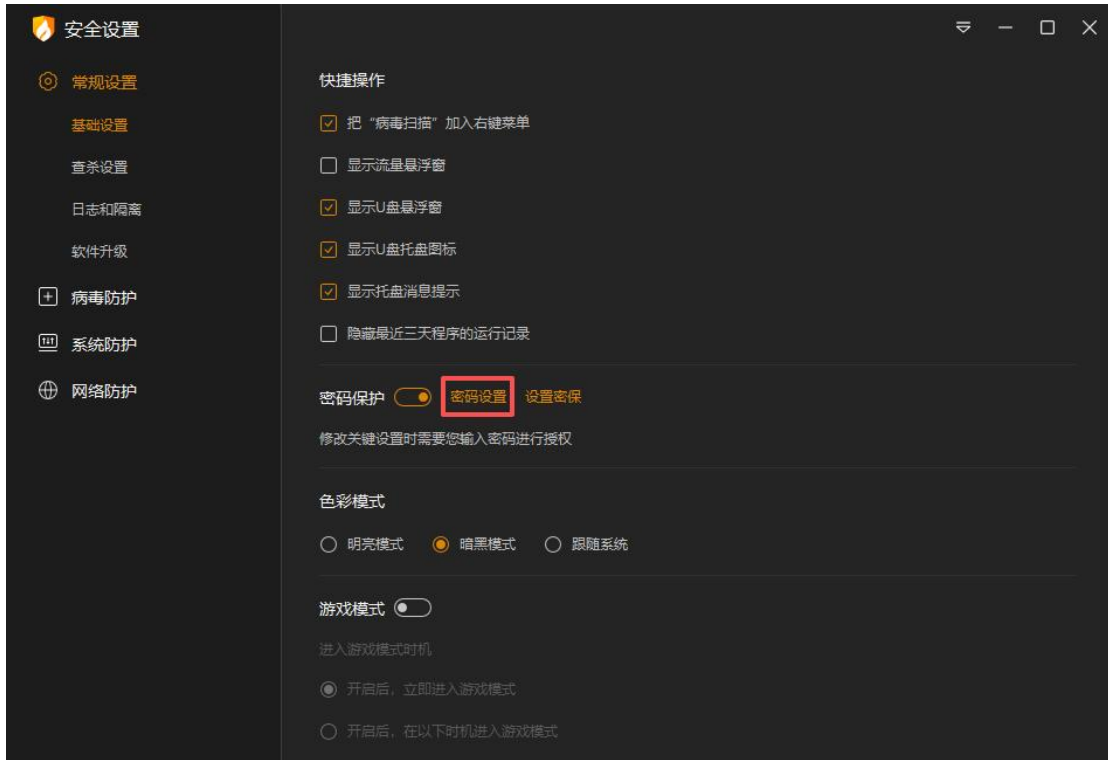 安全设置
常规设置
基础设置
查杀设置
日志和隔离
软件升级
病毒防护
系统防护
网络防护
快捷操作
把“病毒扫描”加入右键菜单
显示流量悬浮窗
显示U盘悬浮窗
显示U盘托盘图标
显示托盘消息提示
隐藏最近三天程序的运行记录
密码保护 密码设置 设置密保
修改关键设置时需要您输入密码进行授权
色彩模式
明亮模式 暗黑模式 跟随系统
游戏模式
进入游戏模式时机
开启后，立即进入游戏模式
开启后，在以下时机进入游戏模式